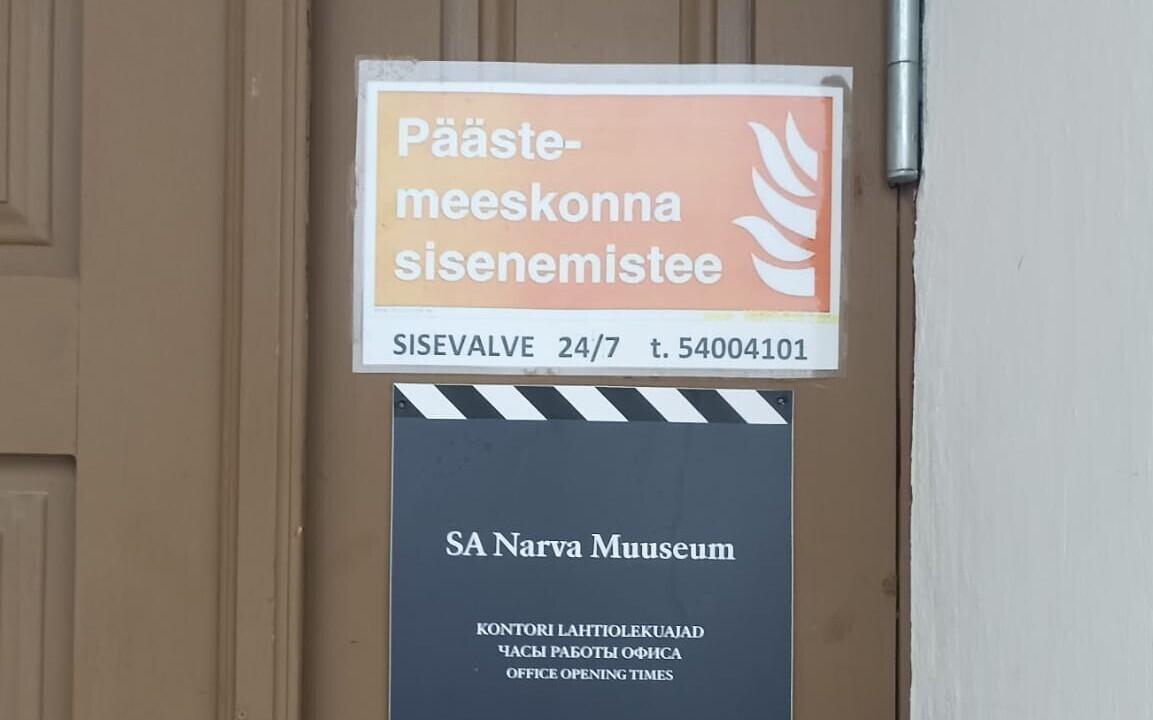 Pääste-
meeskonna
sisenemistee
SISEVALVE 24/7 t. 54004101
SA Narva Muuseum
KONTORI LAHTIOLEKUAJAD
ЧАСЫ РАБОТЫ ОФИСА
OFFICE OPENING TIMES